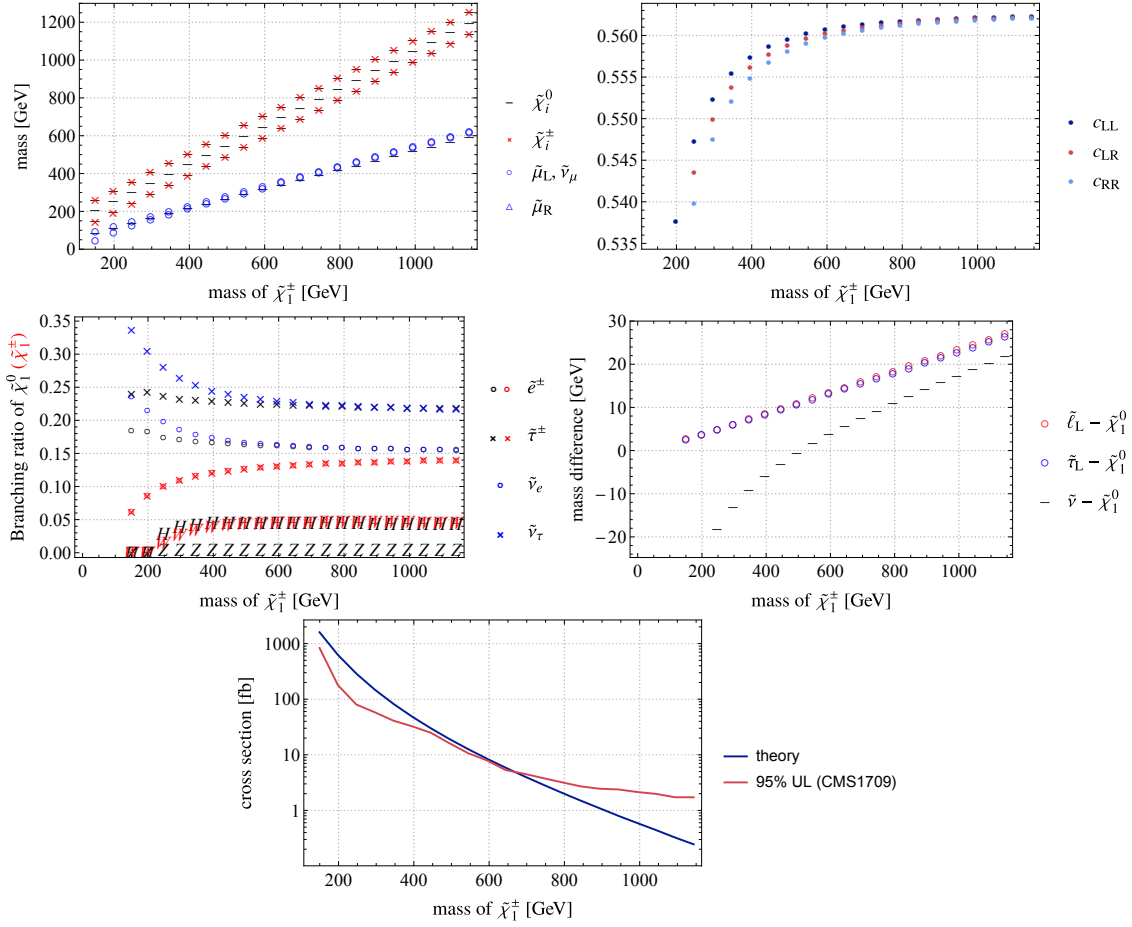 1200
1000
800
600
400
200
0
mass [GeV]
200 400 600 800 1000
mass of χ̃₁± [GeV]
χ̃ᵢ⁰
χ̃ᵢ±
μ̃L, ν̃μ
μ̃R
0.560
0.555
0.550
0.545
0.540
0.535
200 400 600 800 1000
mass of χ̃₁± [GeV]
cLL
cLR
cRR
0.35
0.30
0.25
0.20
0.15
0.10
0.05
0.00
Branching ratio of χ̃₁⁰ (χ̃₁±)
H H H H H H H H H H H H H H H H H H H
W W W W W W W W W W W W W W W W W W W W W
Z Z Z Z Z Z Z Z Z Z Z Z Z Z Z Z Z Z Z
0 200 400 600 800 1000
mass of χ̃₁± [GeV]
ẽ±
τ̃±
ν̃e
ν̃τ
30
20
10
0
−10
−20
mass difference [GeV]
0 200 400 600 800 1000
mass of χ̃₁± [GeV]
ℓ̃L − χ̃₁⁰
τ̃L − χ̃₁⁰
ν̃ − χ̃₁⁰
1000
100
10
1
cross section [fb]
200 400 600 800 1000
mass of χ̃₁± [GeV]
theory
95% UL (CMS1709)